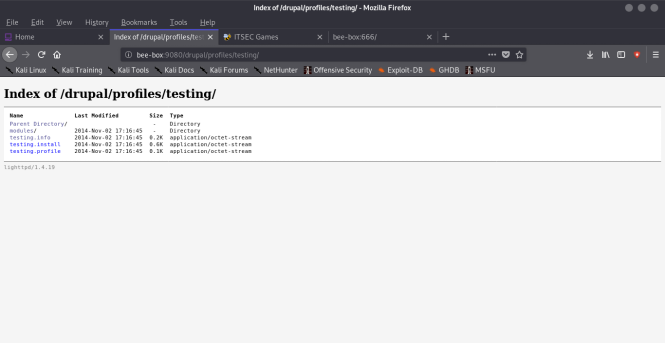 Index of /drupal/profiles/testing/ - Mozilla Firefox
File Edit View History Bookmarks Tools Help
Home Index of /drupal/profiles/tes ITSEC Games bee-box:666/
bee-box:9080/drupal/profiles/testing/
Kali Linux Kali Training Kali Tools Kali Docs Kali Forums NetHunter Offensive Security Exploit-DB GHDB MSFU
Index of /drupal/profiles/testing/
Name Last Modified Size Type
Parent Directory/ - Directory
modules/ 2014-Nov-02 17:16:45 - Directory
testing.info 2014-Nov-02 17:16:45 0.2K application/octet-stream
testing.install 2014-Nov-02 17:16:45 0.6K application/octet-stream
testing.profile 2014-Nov-02 17:16:45 0.1K application/octet-stream
lighttpd/1.4.19